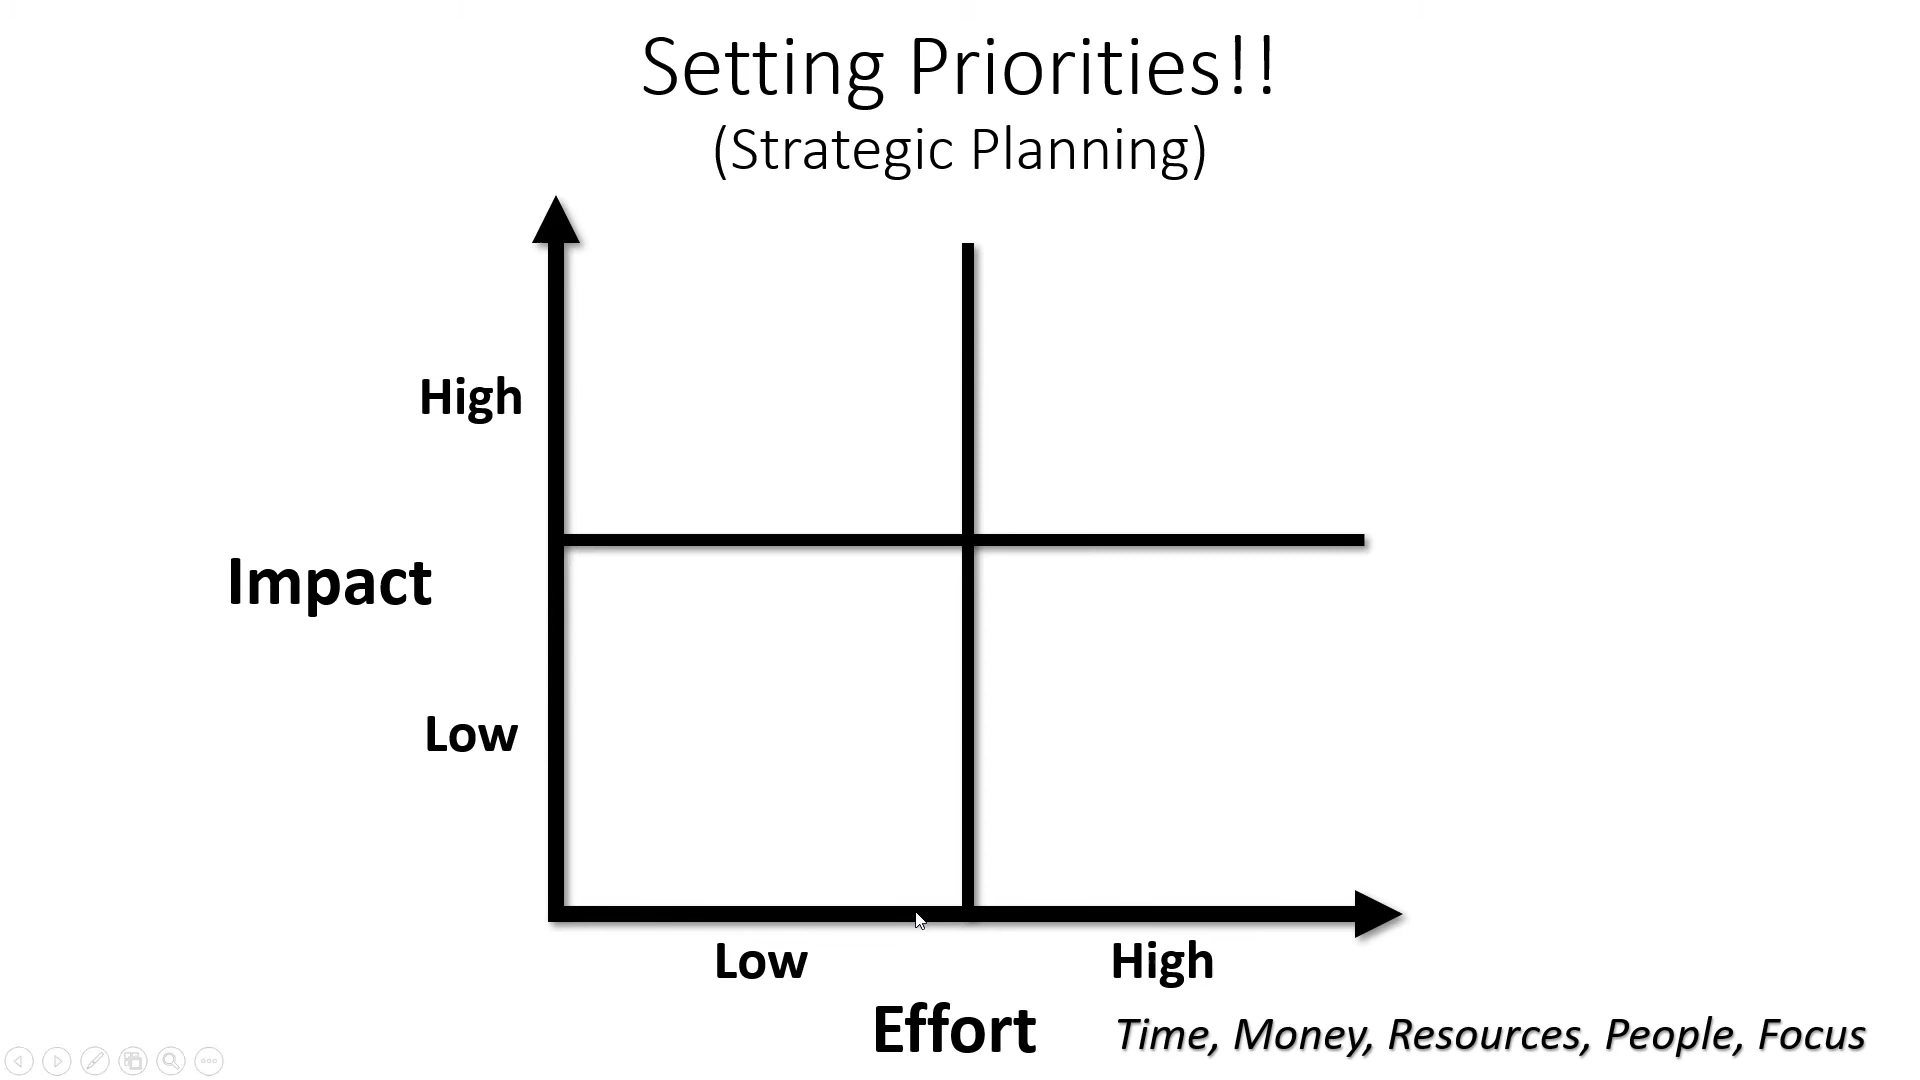 Setting Priorities!!
(Strategic Planning)
High
Impact
Low
Low
High
Effort
Time, Money, Resources, People, Focus